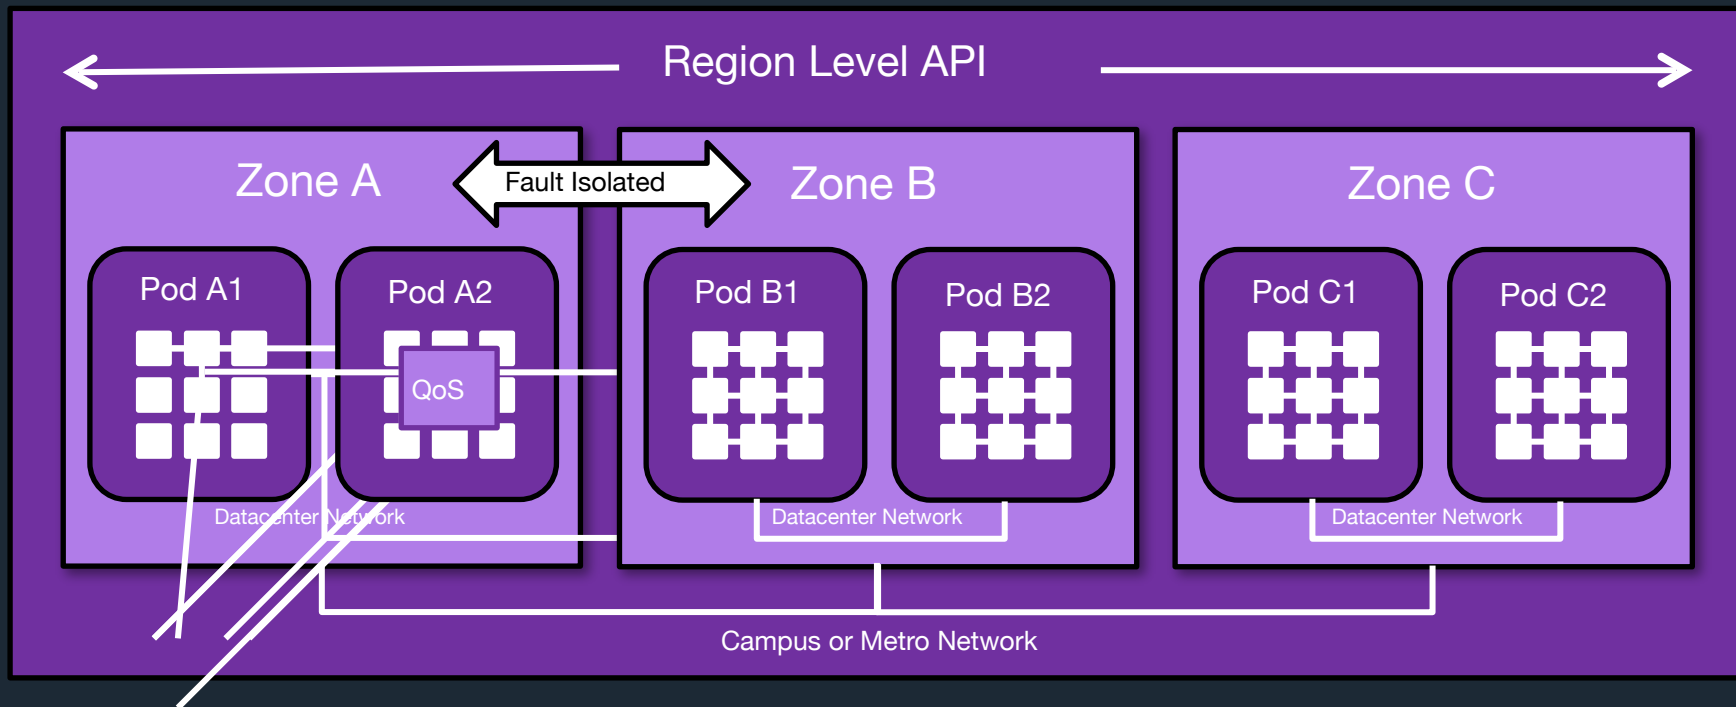 Region Level API
Zone A
Fault Isolated
Zone B
Zone C
Pod A1
Pod A2
Pod B1
Pod B2
Pod C1
Pod C2
QoS
Datacenter Network
Datacenter Network
Datacenter Network
Campus or Metro Network